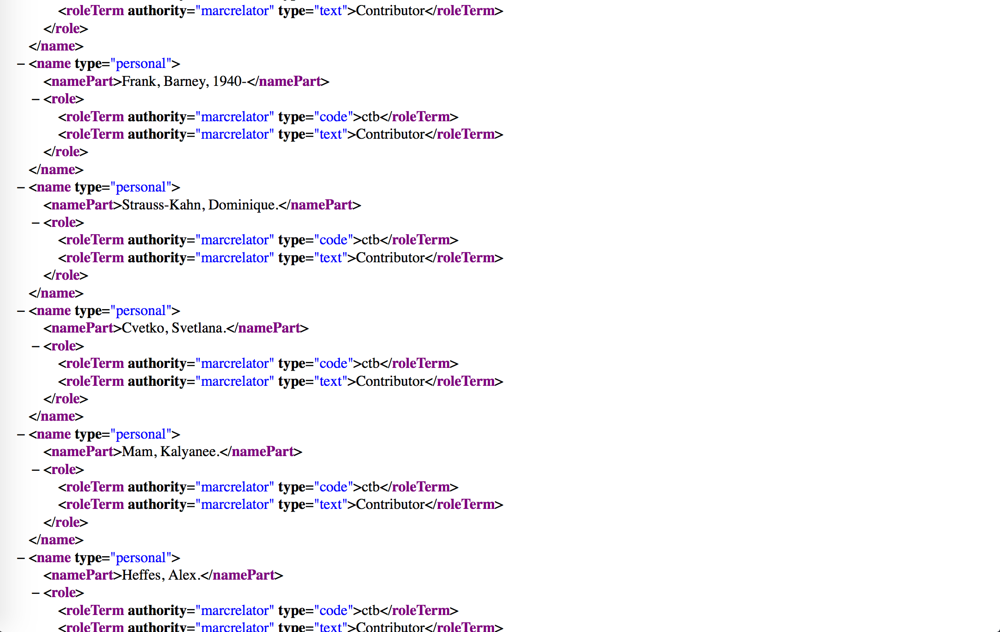 <roleTerm authority="marcrelator" type="text">Contributor</roleTerm>
</role>
</name>
– <name type="personal">
<namePart>Frank, Barney, 1940-</namePart>
– <role>
<roleTerm authority="marcrelator" type="code">ctb</roleTerm>
<roleTerm authority="marcrelator" type="text">Contributor</roleTerm>
</role>
</name>
– <name type="personal">
<namePart>Strauss-Kahn, Dominique.</namePart>
– <role>
<roleTerm authority="marcrelator" type="code">ctb</roleTerm>
<roleTerm authority="marcrelator" type="text">Contributor</roleTerm>
</role>
</name>
– <name type="personal">
<namePart>Cvetko, Svetlana.</namePart>
– <role>
<roleTerm authority="marcrelator" type="code">ctb</roleTerm>
<roleTerm authority="marcrelator" type="text">Contributor</roleTerm>
</role>
</name>
– <name type="personal">
<namePart>Mam, Kalyanee.</namePart>
– <role>
<roleTerm authority="marcrelator" type="code">ctb</roleTerm>
<roleTerm authority="marcrelator" type="text">Contributor</roleTerm>
</role>
</name>
– <name type="personal">
<namePart>Heffes, Alex.</namePart>
– <role>
<roleTerm authority="marcrelator" type="code">ctb</roleTerm>
<roleTerm authority="marcrelator" type="text">Contributor</roleTerm>